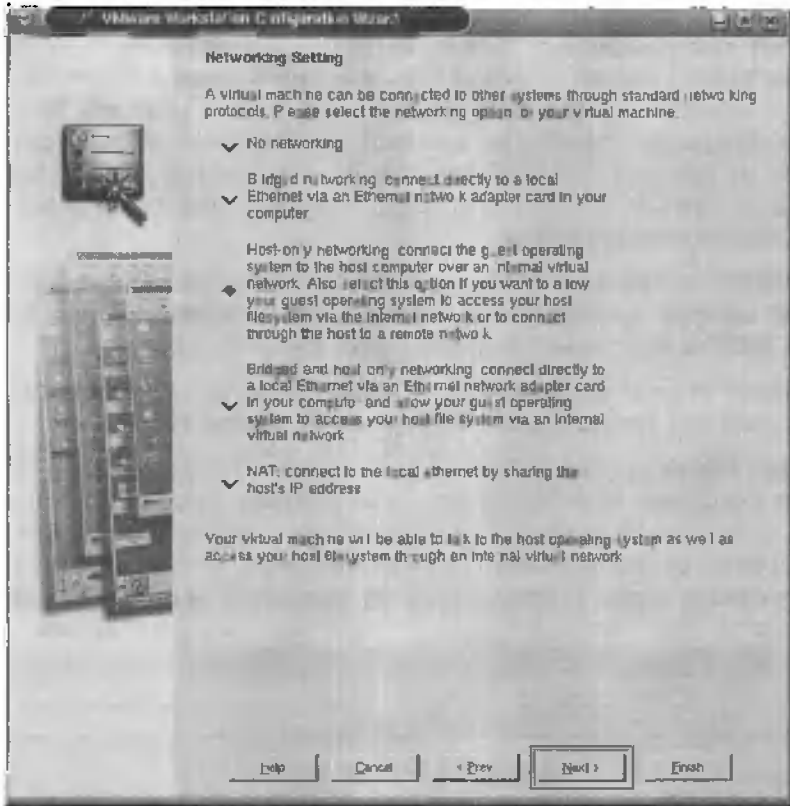 VMware Workstation Configuration Wizard
Networking Setting
A virtual machine can be connected to other systems through standard networking
protocols. Please select the networking option for your virtual machine.
No networking
Bridged networking: connect directly to a local
Ethernet via an Ethernet network adapter card in your
computer
Host-only networking: connect the guest operating
system to the host computer over an internal virtual
network. Also select this option if you want to allow
your guest operating system to access your host
filesystem via the internal network or to connect
through the host to a remote network
Bridged and host only networking: connect directly to
a local Ethernet via an Ethernet network adapter card
in your computer and allow your guest operating
system to access your host file system via an internal
virtual network
NAT: connect to the local ethernet by sharing the
host's IP address
Your virtual machine will be able to talk to the host operating system as well as
access your host filesystem through an internal virtual network
Help
Cancel
< Prev
Next >
Finish